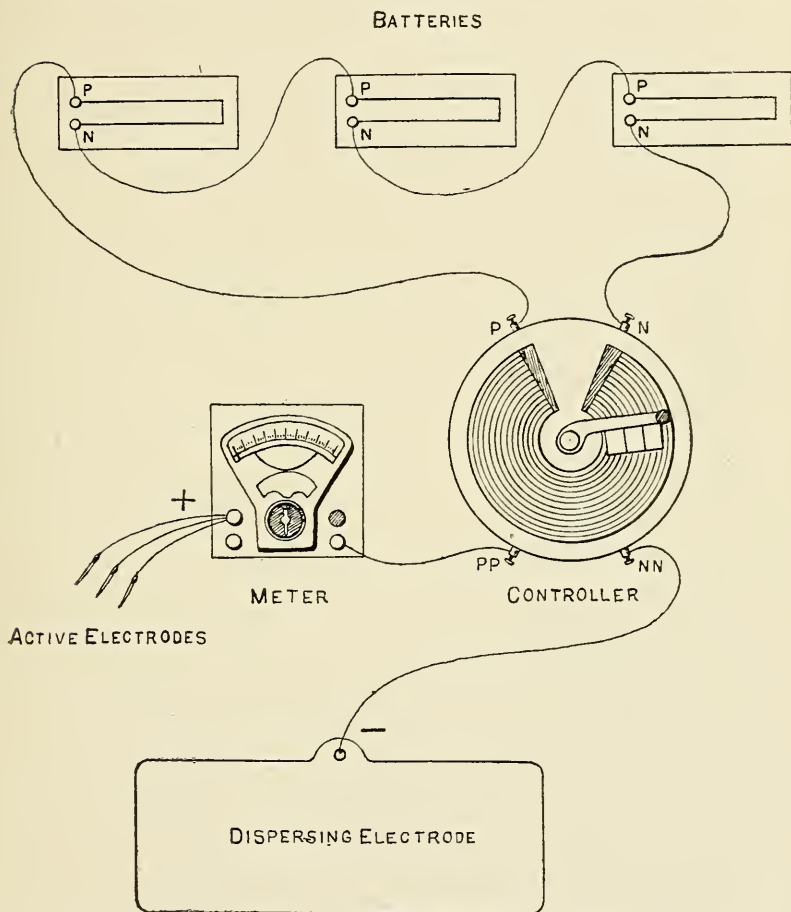 BATTERIES
P
N
P
N
P
N
P N
+
PP NN
METER
CONTROLLER
ACTIVE ELECTRODES
−
DISPERSING ELECTRODE